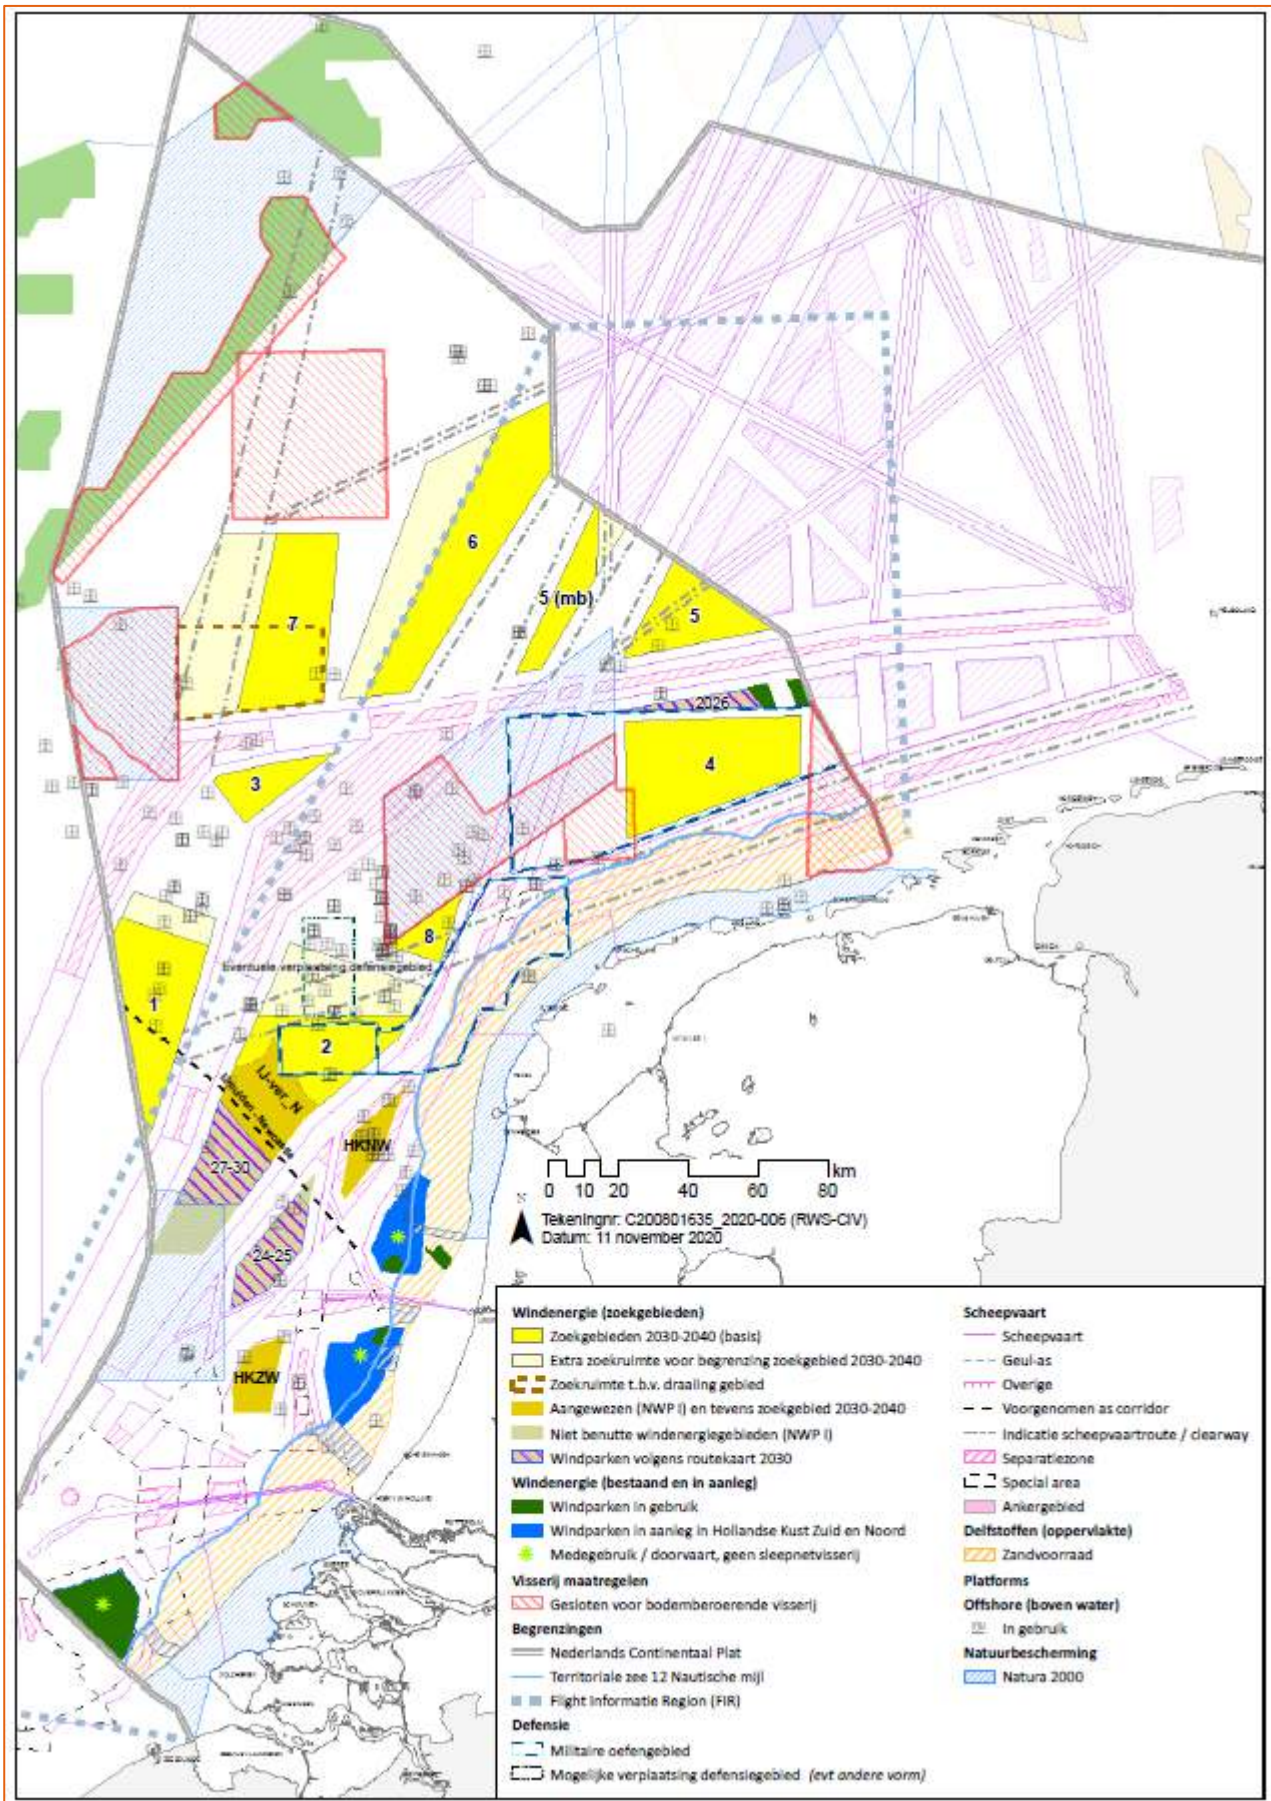 6
5 (mb)
5
7
2026
4
3
8
Eventuele verplaatsing defensiegebied
1
2
IJ-ver_N
IJmuiden - Newcastle
HKNW
27-30
24-25
HKZW
km
0 10 20 40 60 80
Tekeningnr: C200801635_2020-006 (RWS-CIV)
Datum: 11 november 2020
Windenergie (zoekgebieden)
Zoekgebieden 2030-2040 (basis)
Extra zoekruimte voor begrenzing zoekgebied 2030-2040
Zoekruimte t.b.v. draaiing gebied
Aangewezen (NWP I) en tevens zoekgebied 2030-2040
Niet benutte windenergiegebieden (NWP I)
Windparken volgens routekaart 2030
Windenergie (bestaand en in aanleg)
Windparken in gebruik
Windparken in aanleg in Hollandse Kust Zuid en Noord
Medegebruik / doorvaart, geen sleepnetvisserij
Visserij maatregelen
Gesloten voor bodemberoerende visserij
Begrenzingen
Nederlands Continentaal Plat
Territoriale zee 12 Nautische mijl
Flight Informatie Region (FIR)
Defensie
Militaire oefengebied
Mogelijke verplaatsing defensiegebied (evt andere vorm)
Scheepvaart
Scheepvaart
Geul-as
Overige
Voorgenomen as corridor
Indicatie scheepvaartroute / clearway
Separatiezone
Special area
Ankergebied
Delfstoffen (oppervlakte)
Zandvoorraad
Platforms
Offshore (boven water)
In gebruik
Natuurbescherming
Natura 2000